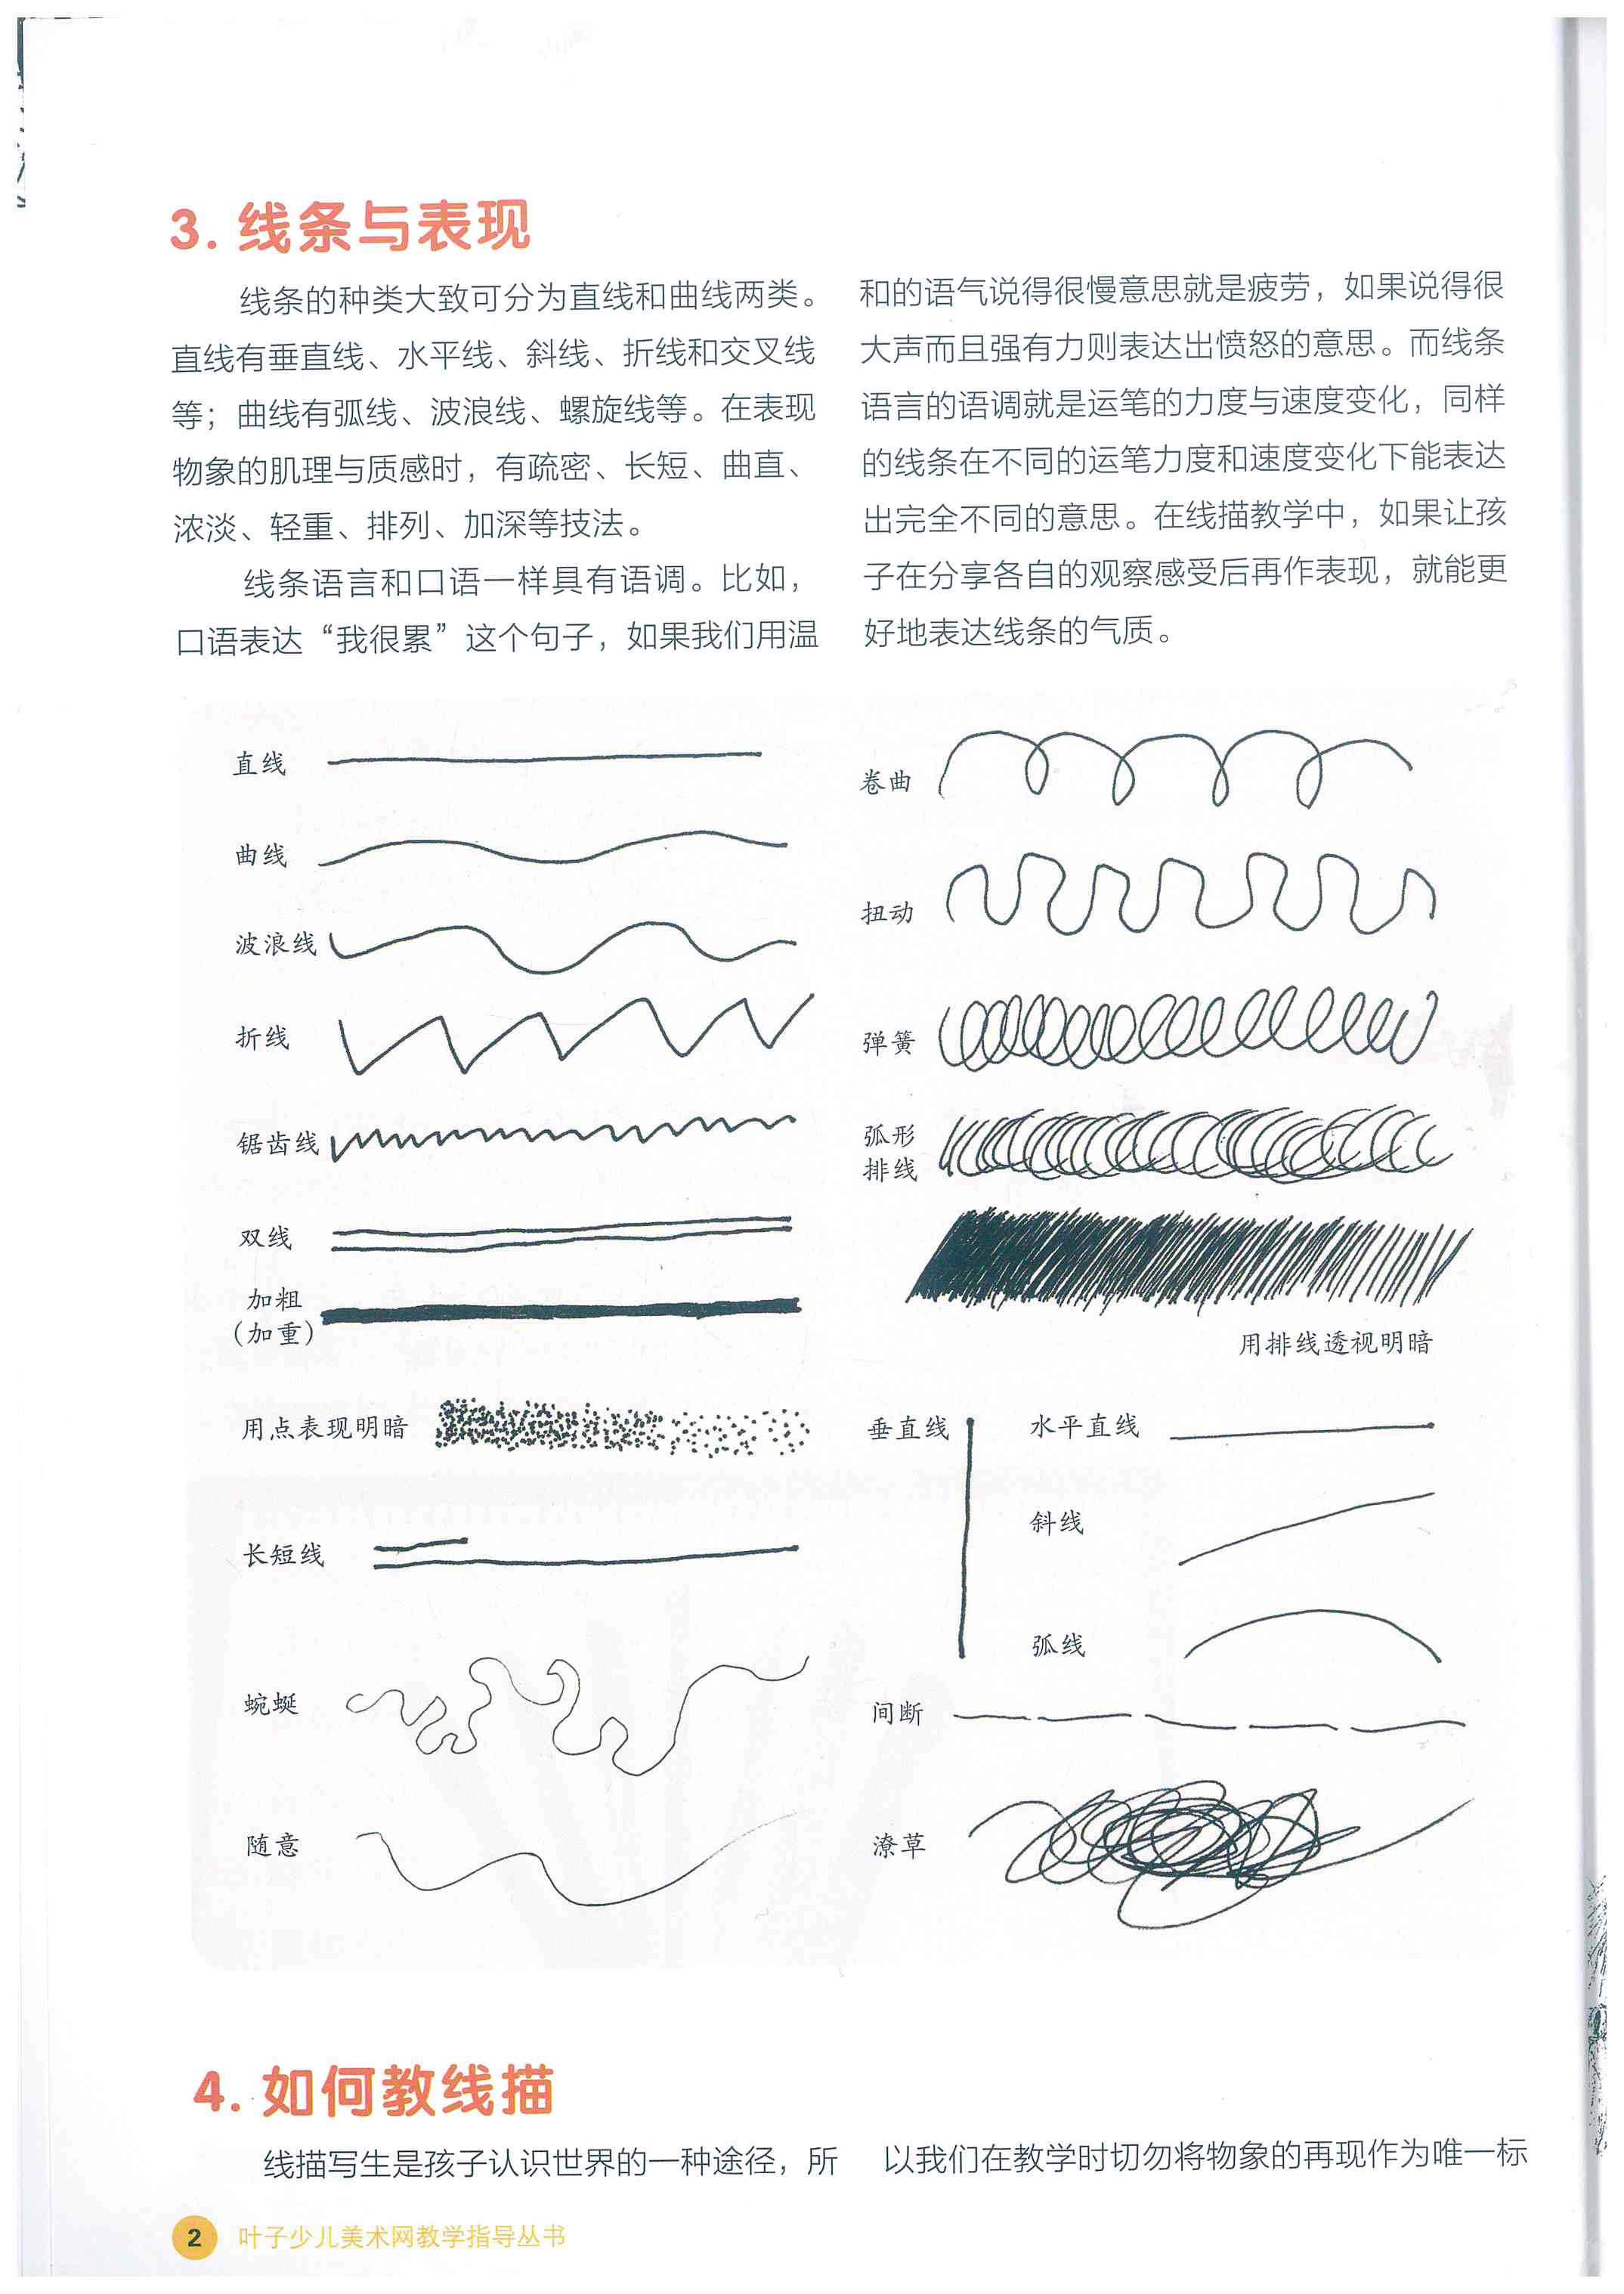 3. 线条与表现
线条的种类大致可分为直线和曲线两类。
直线有垂直线、水平线、斜线、折线和交叉线
等；曲线有弧线、波浪线、螺旋线等。在表现
物象的肌理与质感时，有疏密、长短、曲直、
浓淡、轻重、排列、加深等技法。
线条语言和口语一样具有语调。比如，
口语表达“我很累”这个句子，如果我们用温
和的语气说得很慢意思就是疲劳，如果说得很
大声而且强有力则表达出愤怒的意思。而线条
语言的语调就是运笔的力度与速度变化，同样
的线条在不同的运笔力度和速度变化下能表达
出完全不同的意思。在线描教学中，如果让孩
子在分享各自的观察感受后再作表现，就能更
好地表达线条的气质。
直线
曲线
波浪线
折线
锯齿线
双线
加粗
（加重）
用点表现明暗
长短线
蜿蜒
随意
卷曲
扭动
弹簧
弧形
排线
用排线透视明暗
垂直线
水平直线
斜线
弧线
间断
潦草
4. 如何教线描
线描写生是孩子认识世界的一种途径，所
以我们在教学时切勿将物象的再现作为唯一标
2 叶子少儿美术网教学指导丛书